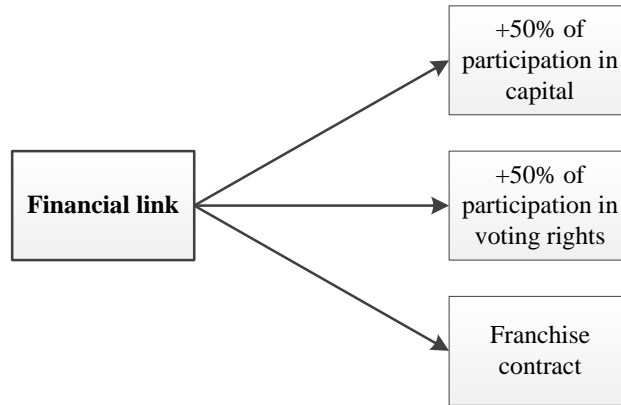 +50% of
participation in
capital
Financial link
+50% of
participation in
voting rights
Franchise
contract